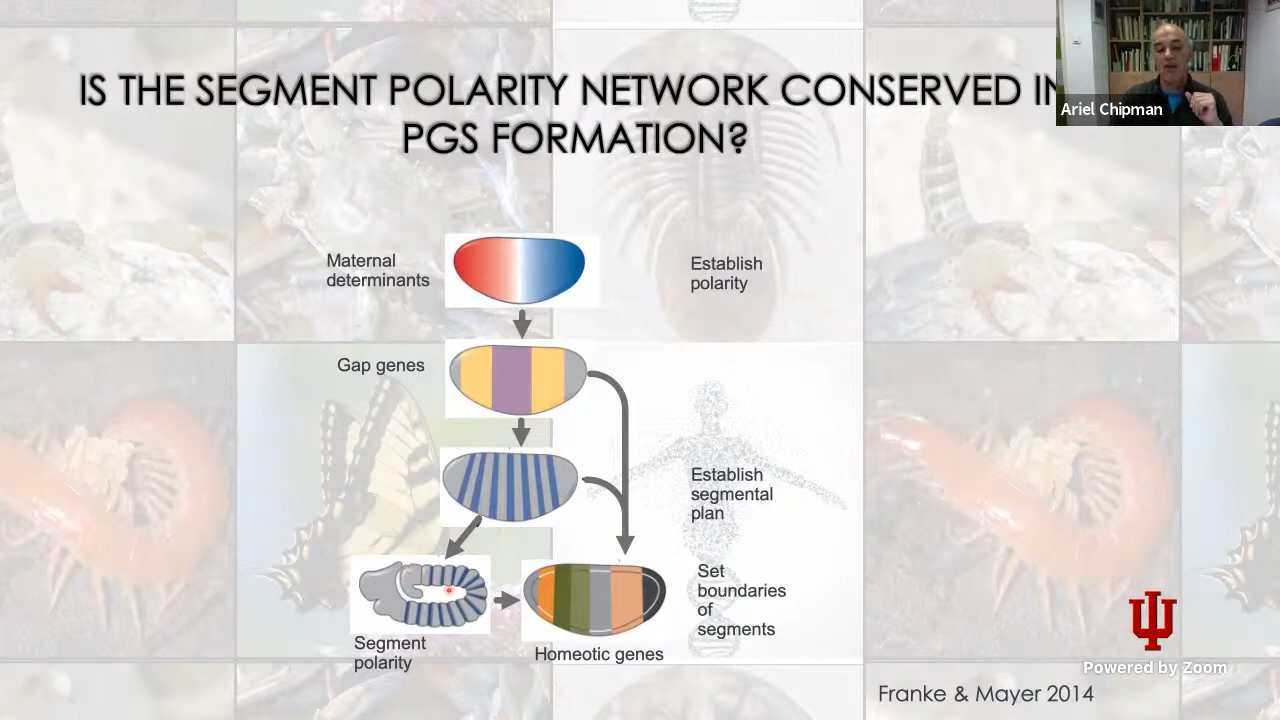 IS THE SEGMENT POLARITY NETWORK CONSERVED IN
PGS FORMATION?
Ariel Chipman
Maternal
determinants
Establish
polarity
Gap genes
Establish
segmental
plan
Set
boundaries
of
segments
Segment
polarity
Homeotic genes
Powered by Zoom
Franke & Mayer 2014